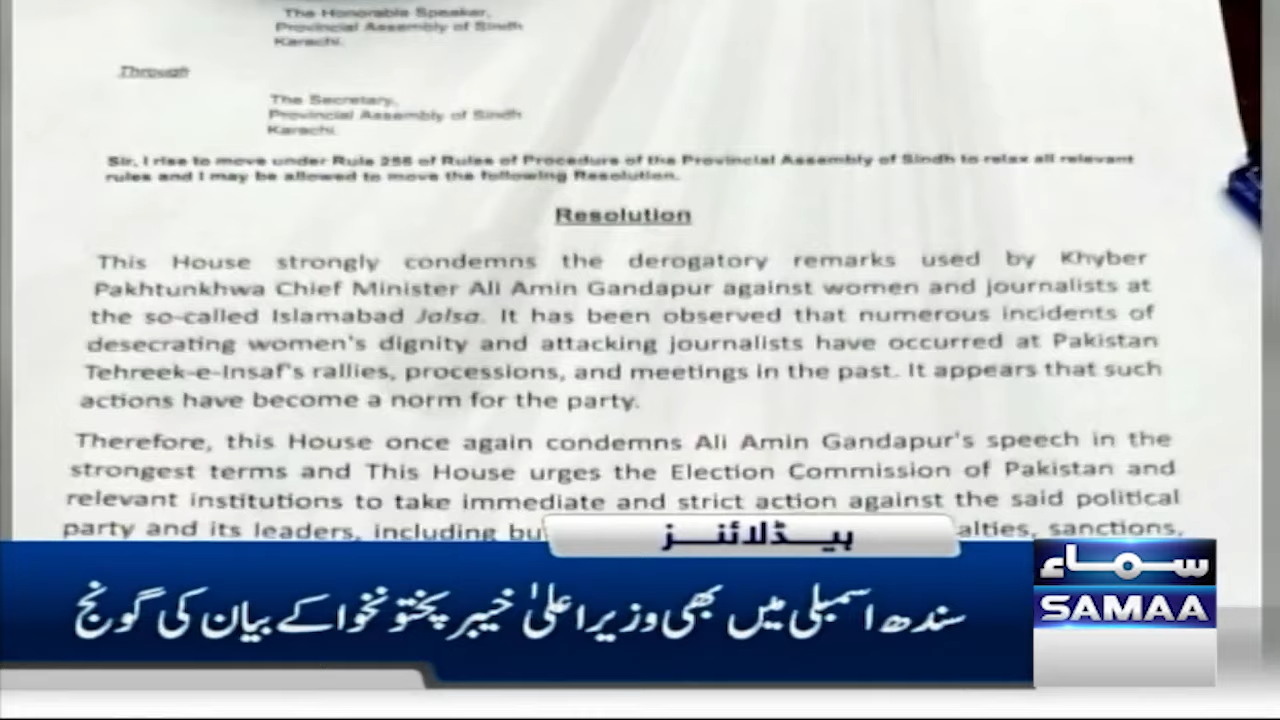 The Honorable Speaker,
Provincial Assembly of Sindh
Karachi.
Through
The Secretary,
Provincial Assembly of Sindh
Karachi.
Sir, I rise to move under Rule 256 of Rules of Procedure of the Provincial Assembly of Sindh to relax all relevant
rules and I may be allowed to move the following Resolution.
Resolution
This House strongly condemns the derogatory remarks used by Khyber
Pakhtunkhwa Chief Minister Ali Amin Gandapur against women and journalists at
the so-called Islamabad Jalsa. It has been observed that numerous incidents of
desecrating women's dignity and attacking journalists have occurred at Pakistan
Tehreek-e-Insaf's rallies, processions, and meetings in the past. It appears that such
actions have become a norm for the party.
Therefore, this House once again condemns Ali Amin Gandapur's speech in the
strongest terms and This House urges the Election Commission of Pakistan and
relevant institutions to take immediate and strict action against the said political
party and its leaders, including bu alties, sanctions,
ہیڈلائنز
سندھ اسمبلی میں بھی وزیراعلیٰ خیبر پختونخوا کے بیان کی گونج
سماء
SAMAA